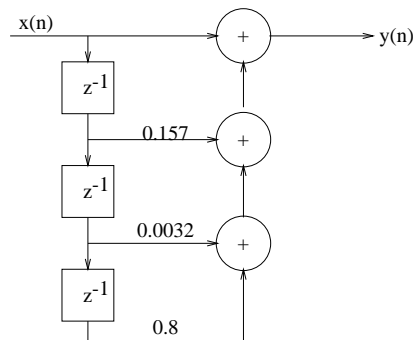 x(n)
+
y(n)
z-1
0.157
+
z-1
0.0032
+
z-1
0.8